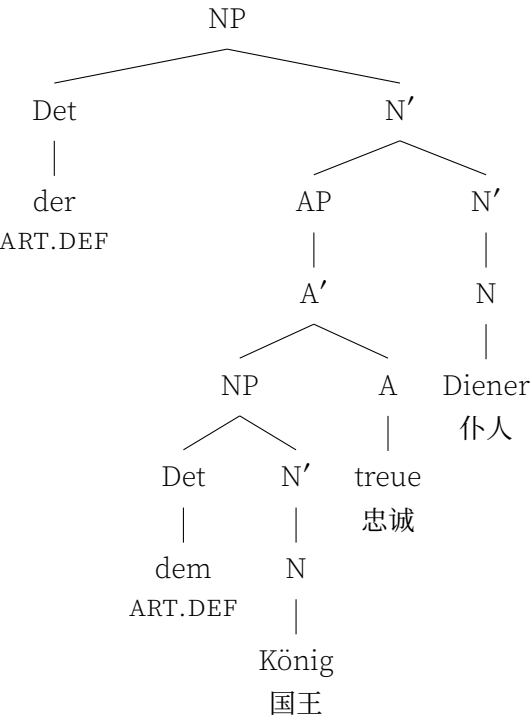 NP
Det N′
der AP N′
ART.DEF
A′ N
NP A Diener
仆人
Det N′ treue
忠诚
dem N
ART.DEF
König
国王